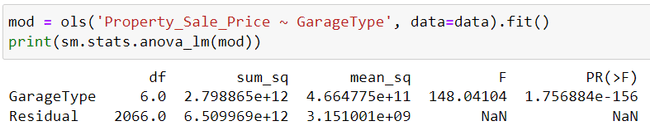 mod = ols('Property_Sale_Price ~ GarageType', data=data).fit()
print(sm.stats.anova_lm(mod))
df sum_sq mean_sq F PR(>F)
GarageType 6.0 2.798865e+12 4.664775e+11 148.04104 1.756884e-156
Residual 2066.0 6.509969e+12 3.151001e+09 NaN NaN